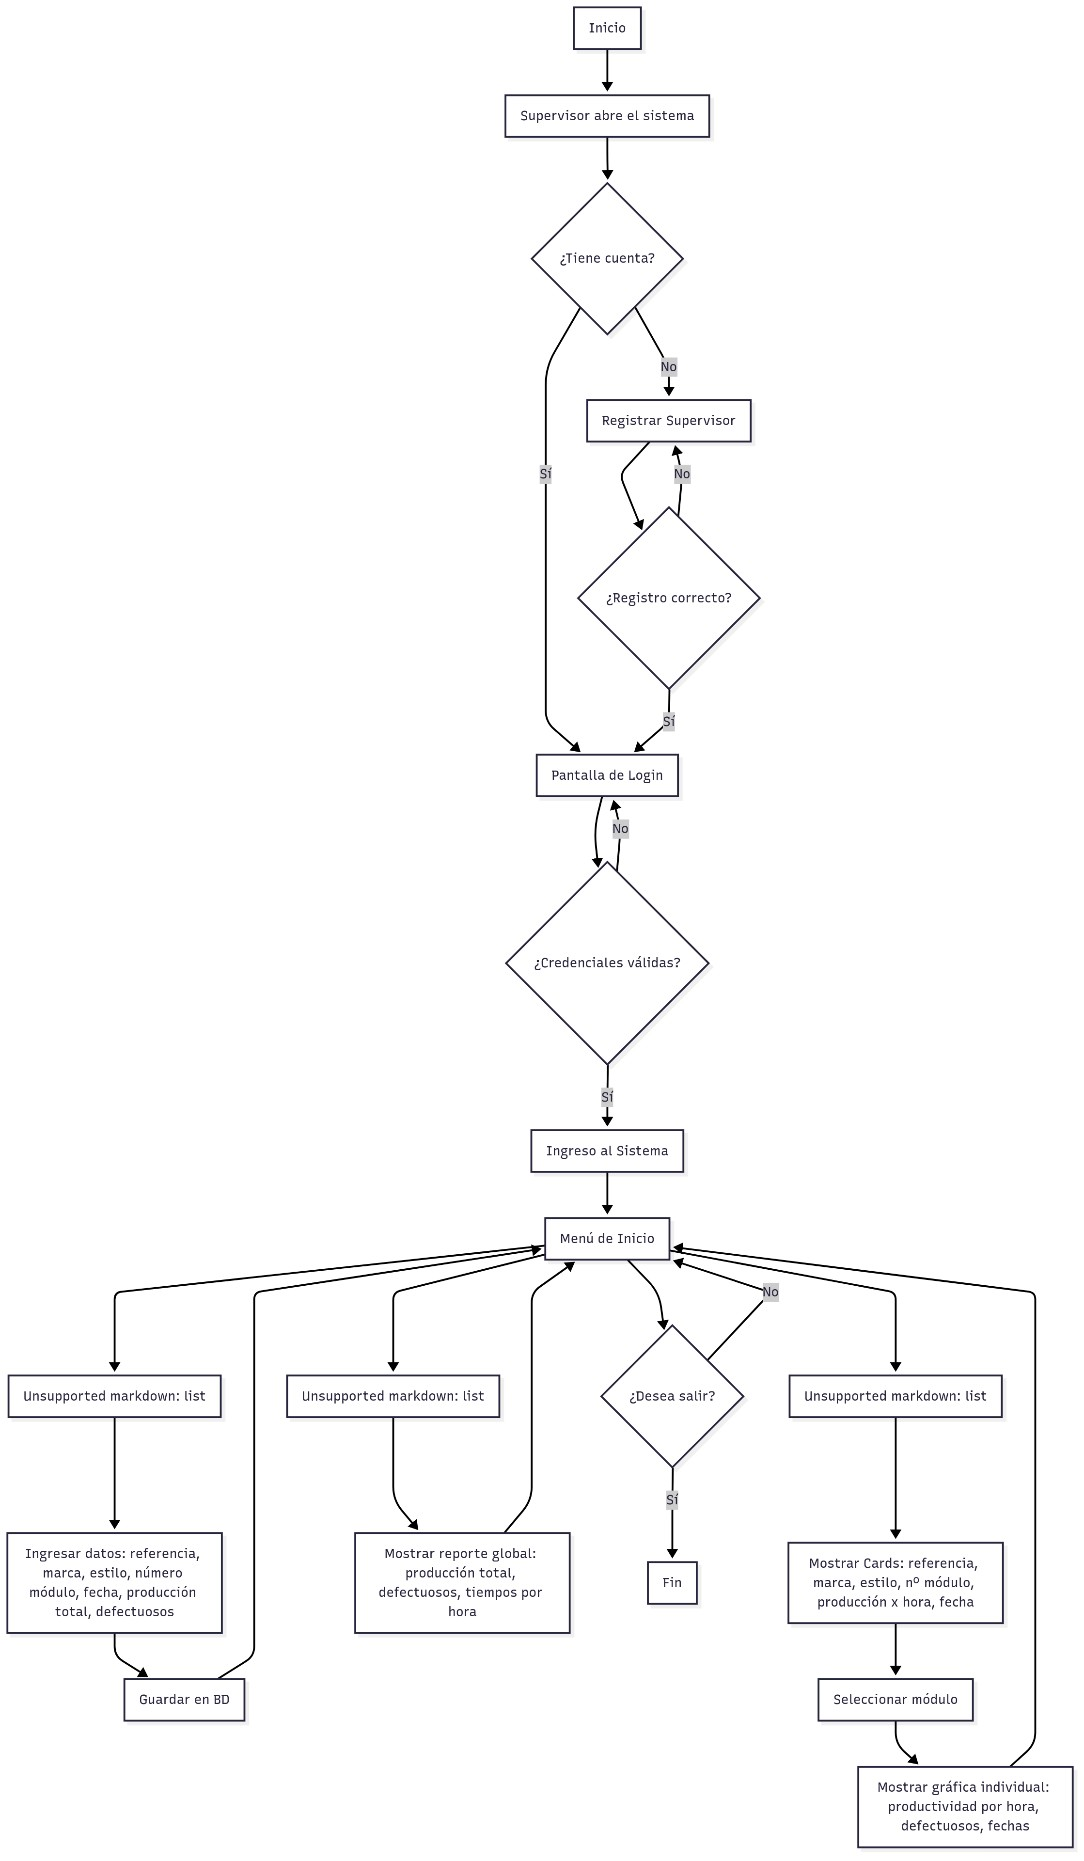 Inicio
Supervisor abre el sistema
¿Tiene cuenta?
No
Registrar Supervisor
Sí
No
¿Registro correcto?
Sí
Pantalla de Login
No
¿Credenciales válidas?
Sí
Ingreso al Sistema
Menú de Inicio
No
Unsupported markdown: list
Unsupported markdown: list
¿Desea salir?
Unsupported markdown: list
Sí
Ingresar datos: referencia,
marca, estilo, número
módulo, fecha, producción
total, defectuosos
Mostrar reporte global:
producción total,
defectuosos, tiempos por
hora
Fin
Mostrar Cards: referencia,
marca, estilo, nº módulo,
producción x hora, fecha
Guardar en BD
Seleccionar módulo
Mostrar gráfica individual:
productividad por hora,
defectuosos, fechas